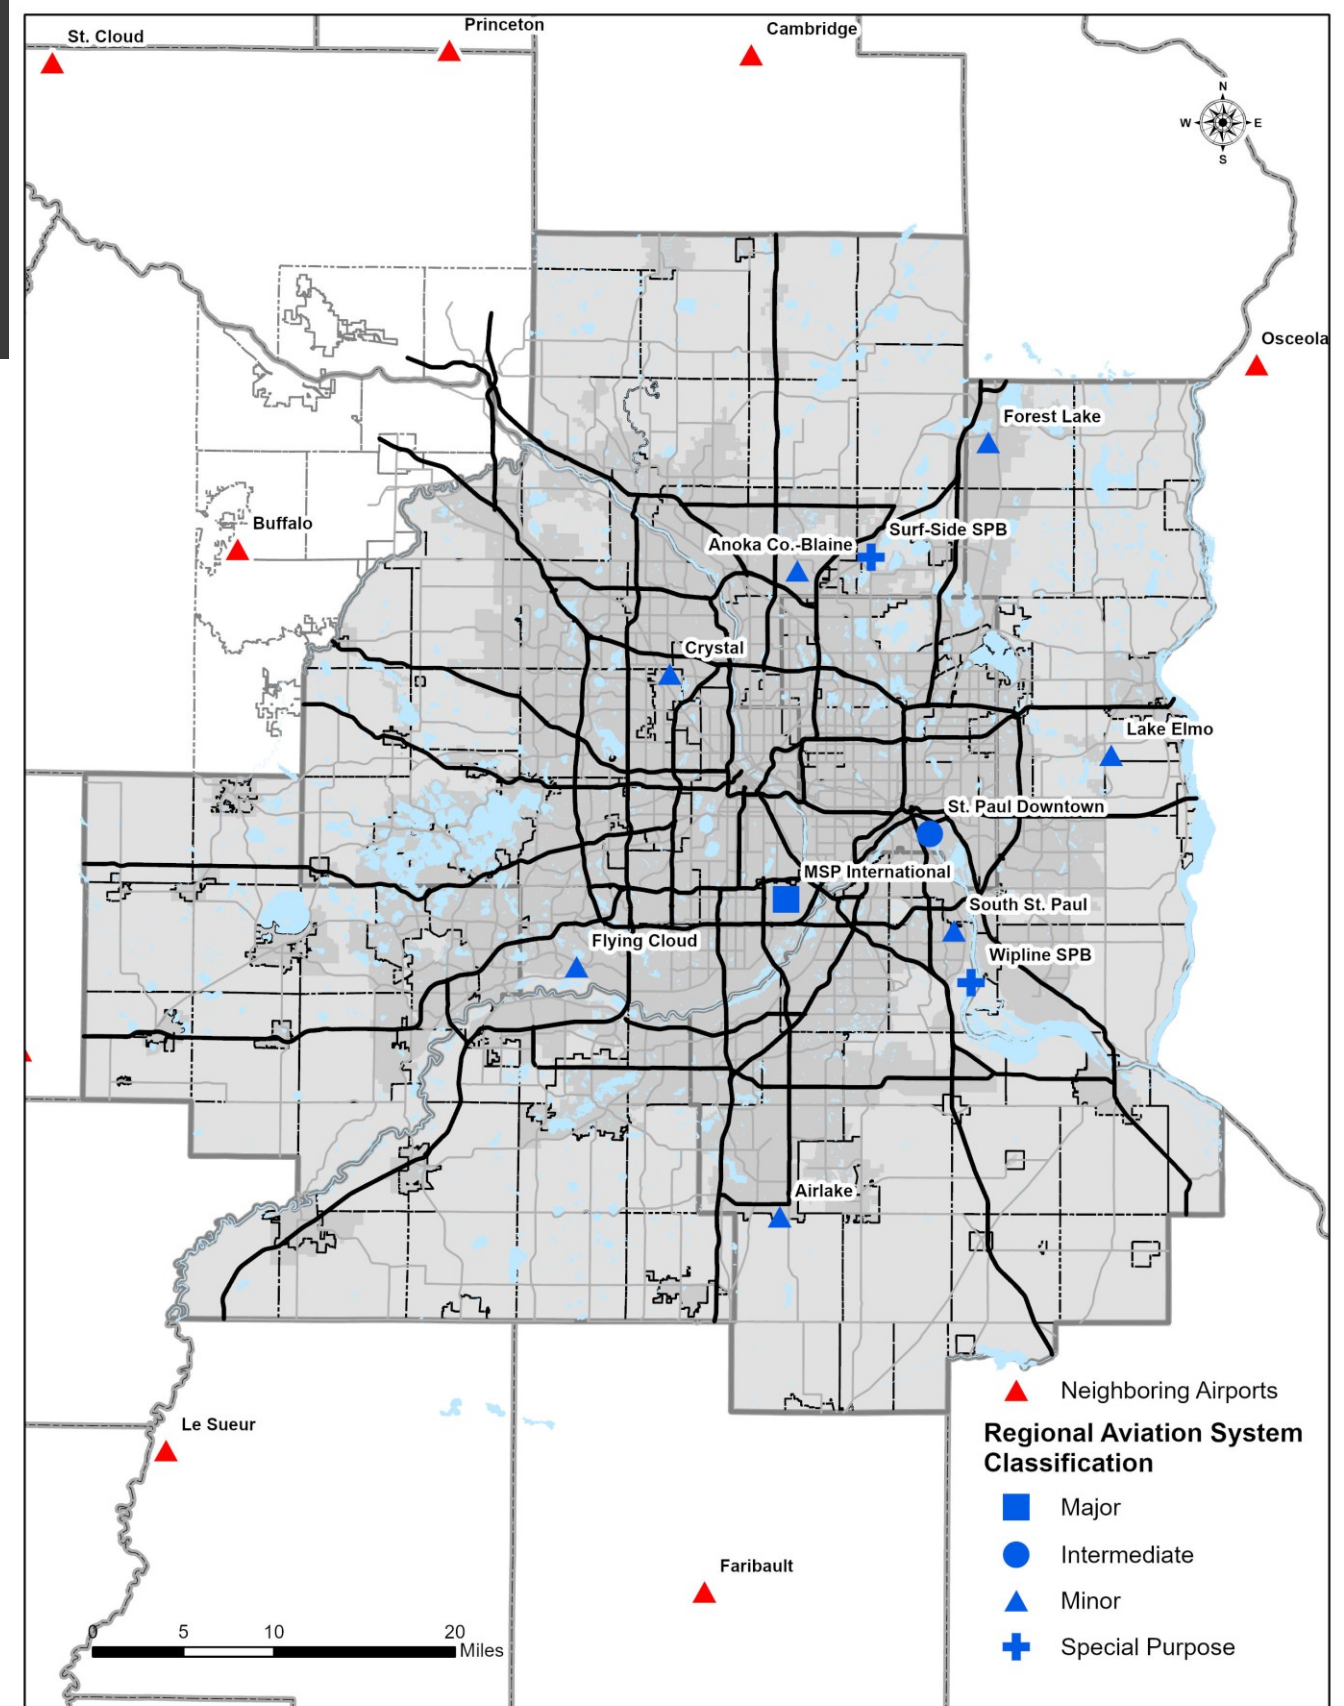 Princeton
Cambridge
St. Cloud
N
W
E
S
Osceola
Forest Lake
Buffalo
Surf-Side SPB
Anoka Co.-Blaine
Crystal
Lake Elmo
St. Paul Downtown
MSP International
South St. Paul
Flying Cloud
Wipline SPB
Airlake
Neighboring Airports
Le Sueur
Regional Aviation System
Classification
Major
Intermediate
Faribault
Minor
0 5 10 20
Miles
Special Purpose